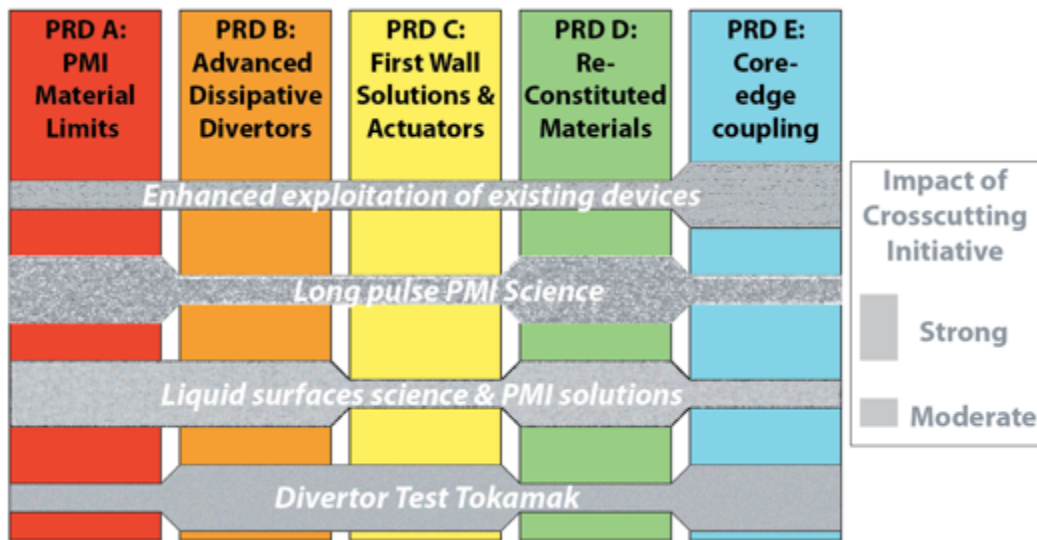 PRD A:
PMI
Material
Limits
PRD B:
Advanced
Dissipative
Divertors
PRD C:
First Wall
Solutions &
Actuators
PRD D:
Re-
Constituted
Materials
PRD E:
Core-
edge
coupling
Enhanced exploitation of existing devices
Long pulse PMI Science
Liquid surfaces science & PMI solutions
Divertor Test Tokamak
Impact of
Crosscutting
Initiative
Strong
Moderate